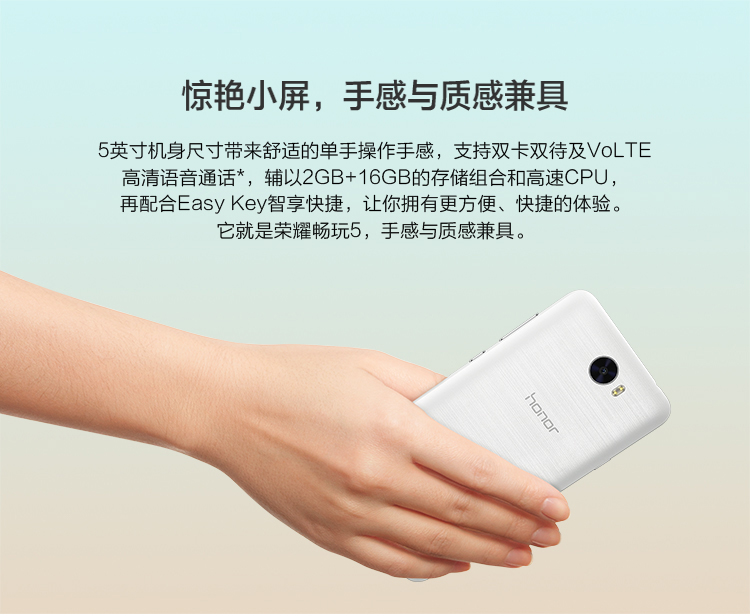 惊艳小屏，手感与质感兼具
5英寸机身尺寸带来舒适的单手操作手感，支持双卡双待及VoLTE
高清语音通话*，辅以2GB+16GB的存储组合和高速CPU，
再配合Easy Key智享快捷，让你拥有更方便、快捷的体验。
它就是荣耀畅玩5，手感与质感兼具。
honor